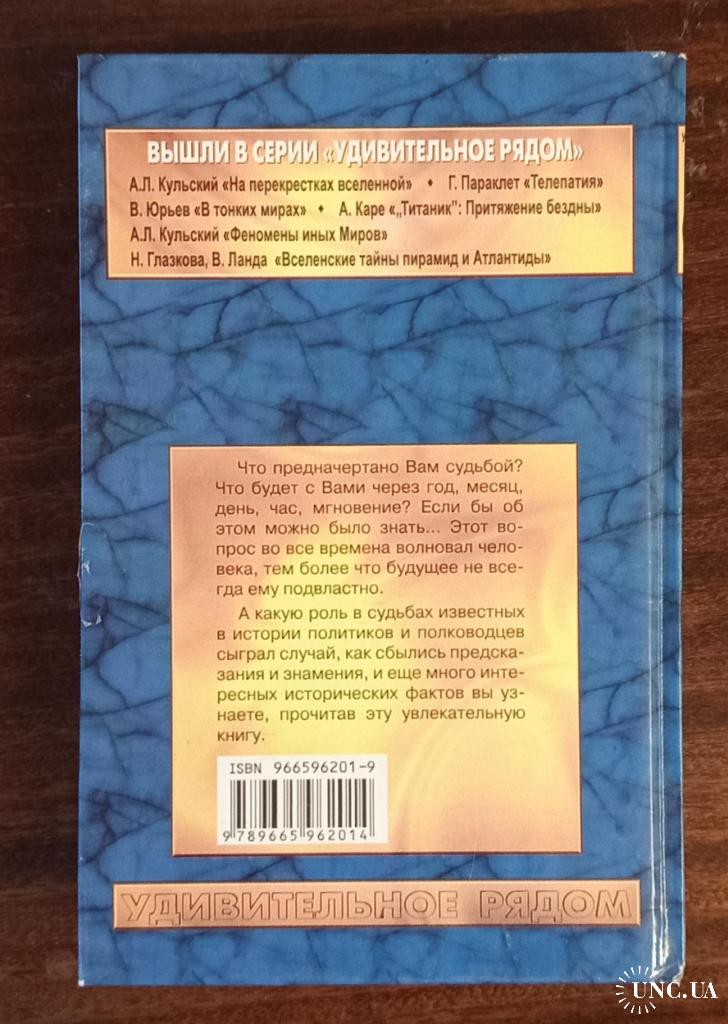 ВЫШЛИ В СЕРИИ «УДИВИТЕЛЬНОЕ РЯДОМ»
А.Л. Кульский «На перекрестках вселенной» • Г. Параклет «Телепатия»
В. Юрьев «В тонких мирах» • А. Каре «„Титаник”: Притяжение бездны»
А.Л. Кульский «Феномены иных Миров»
Н. Глазкова, В. Ланда «Вселенские тайны пирамид и Атлантиды»
Что предначертано Вам судьбой?
Что будет с Вами через год, месяц,
день, час, мгновение? Если бы об
этом можно было знать... Этот во-
прос во все времена волновал чело-
века, тем более что будущее не все-
гда ему подвластно.
А какую роль в судьбах известных
в истории политиков и полководцев
сыграл случай, как сбылись предска-
зания и знамения, и еще много инте-
ресных исторических фактов вы уз-
наете, прочитав эту увлекательную
книгу.
ISBN 966596201-9
9 789665 962014
УДИВИТЕЛЬНОЕ РЯДОМ
UNC.UA